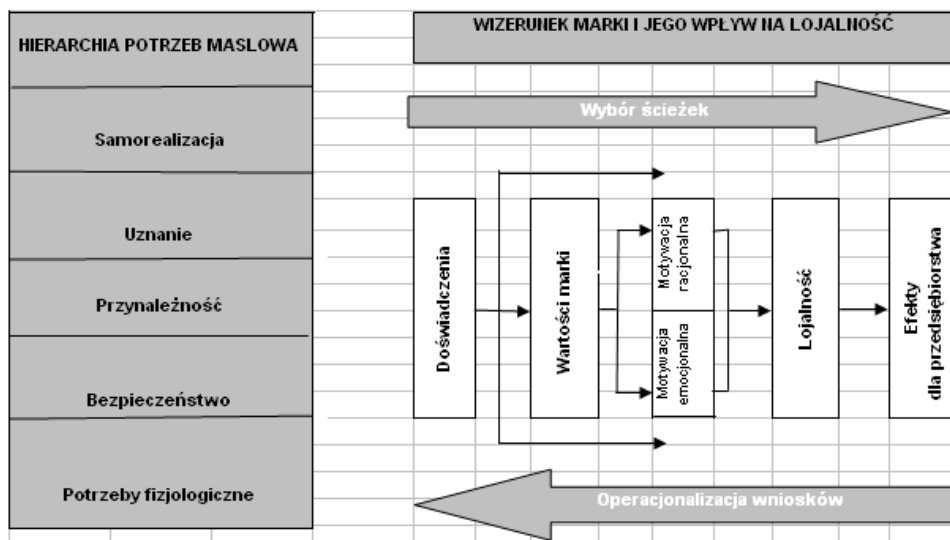 HIERARCHIA POTRZEB MASLOWA
Samorealizacja
Uznanie
Przynależność
Bezpieczeństwo
Potrzeby fizjologiczne
WIZERUNEK MARKI I JEGO WPŁYW NA LOJALNOŚĆ
Wybór ścieżek
Doświadczenia
Wartości marki
Motywacja
racjonalna
Motywacja
emocjonalna
Lojalność
Efekty
dla przedsiębiorstwa
Operacjonalizacja wniosków